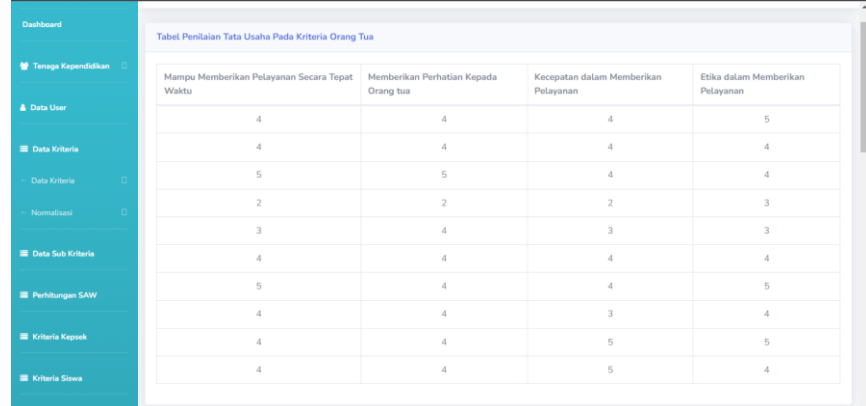 Dashboard
Tenaga Kependidikan
Data User
Data Kriteria
Data Kriteria
Normalisasi
Data Sub Kriteria
Perhitungan SAW
Kriteria Kepsek
Kriteria Siswa
Tabel Penilaian Tata Usaha Pada Kriteria Orang Tua
Mampu Memberikan Pelayanan Secara Tepat Waktu Memberikan Perhatian Kepada Orang tua Kecepatan dalam Memberikan Pelayanan Etika dalam Memberikan Pelayanan
4 4 4 5
4 4 4 4
5 5 4 4
2 2 2 3
3 4 3 3
4 4 4 4
5 4 4 5
4 4 3 4
4 4 5 5
4 4 5 4